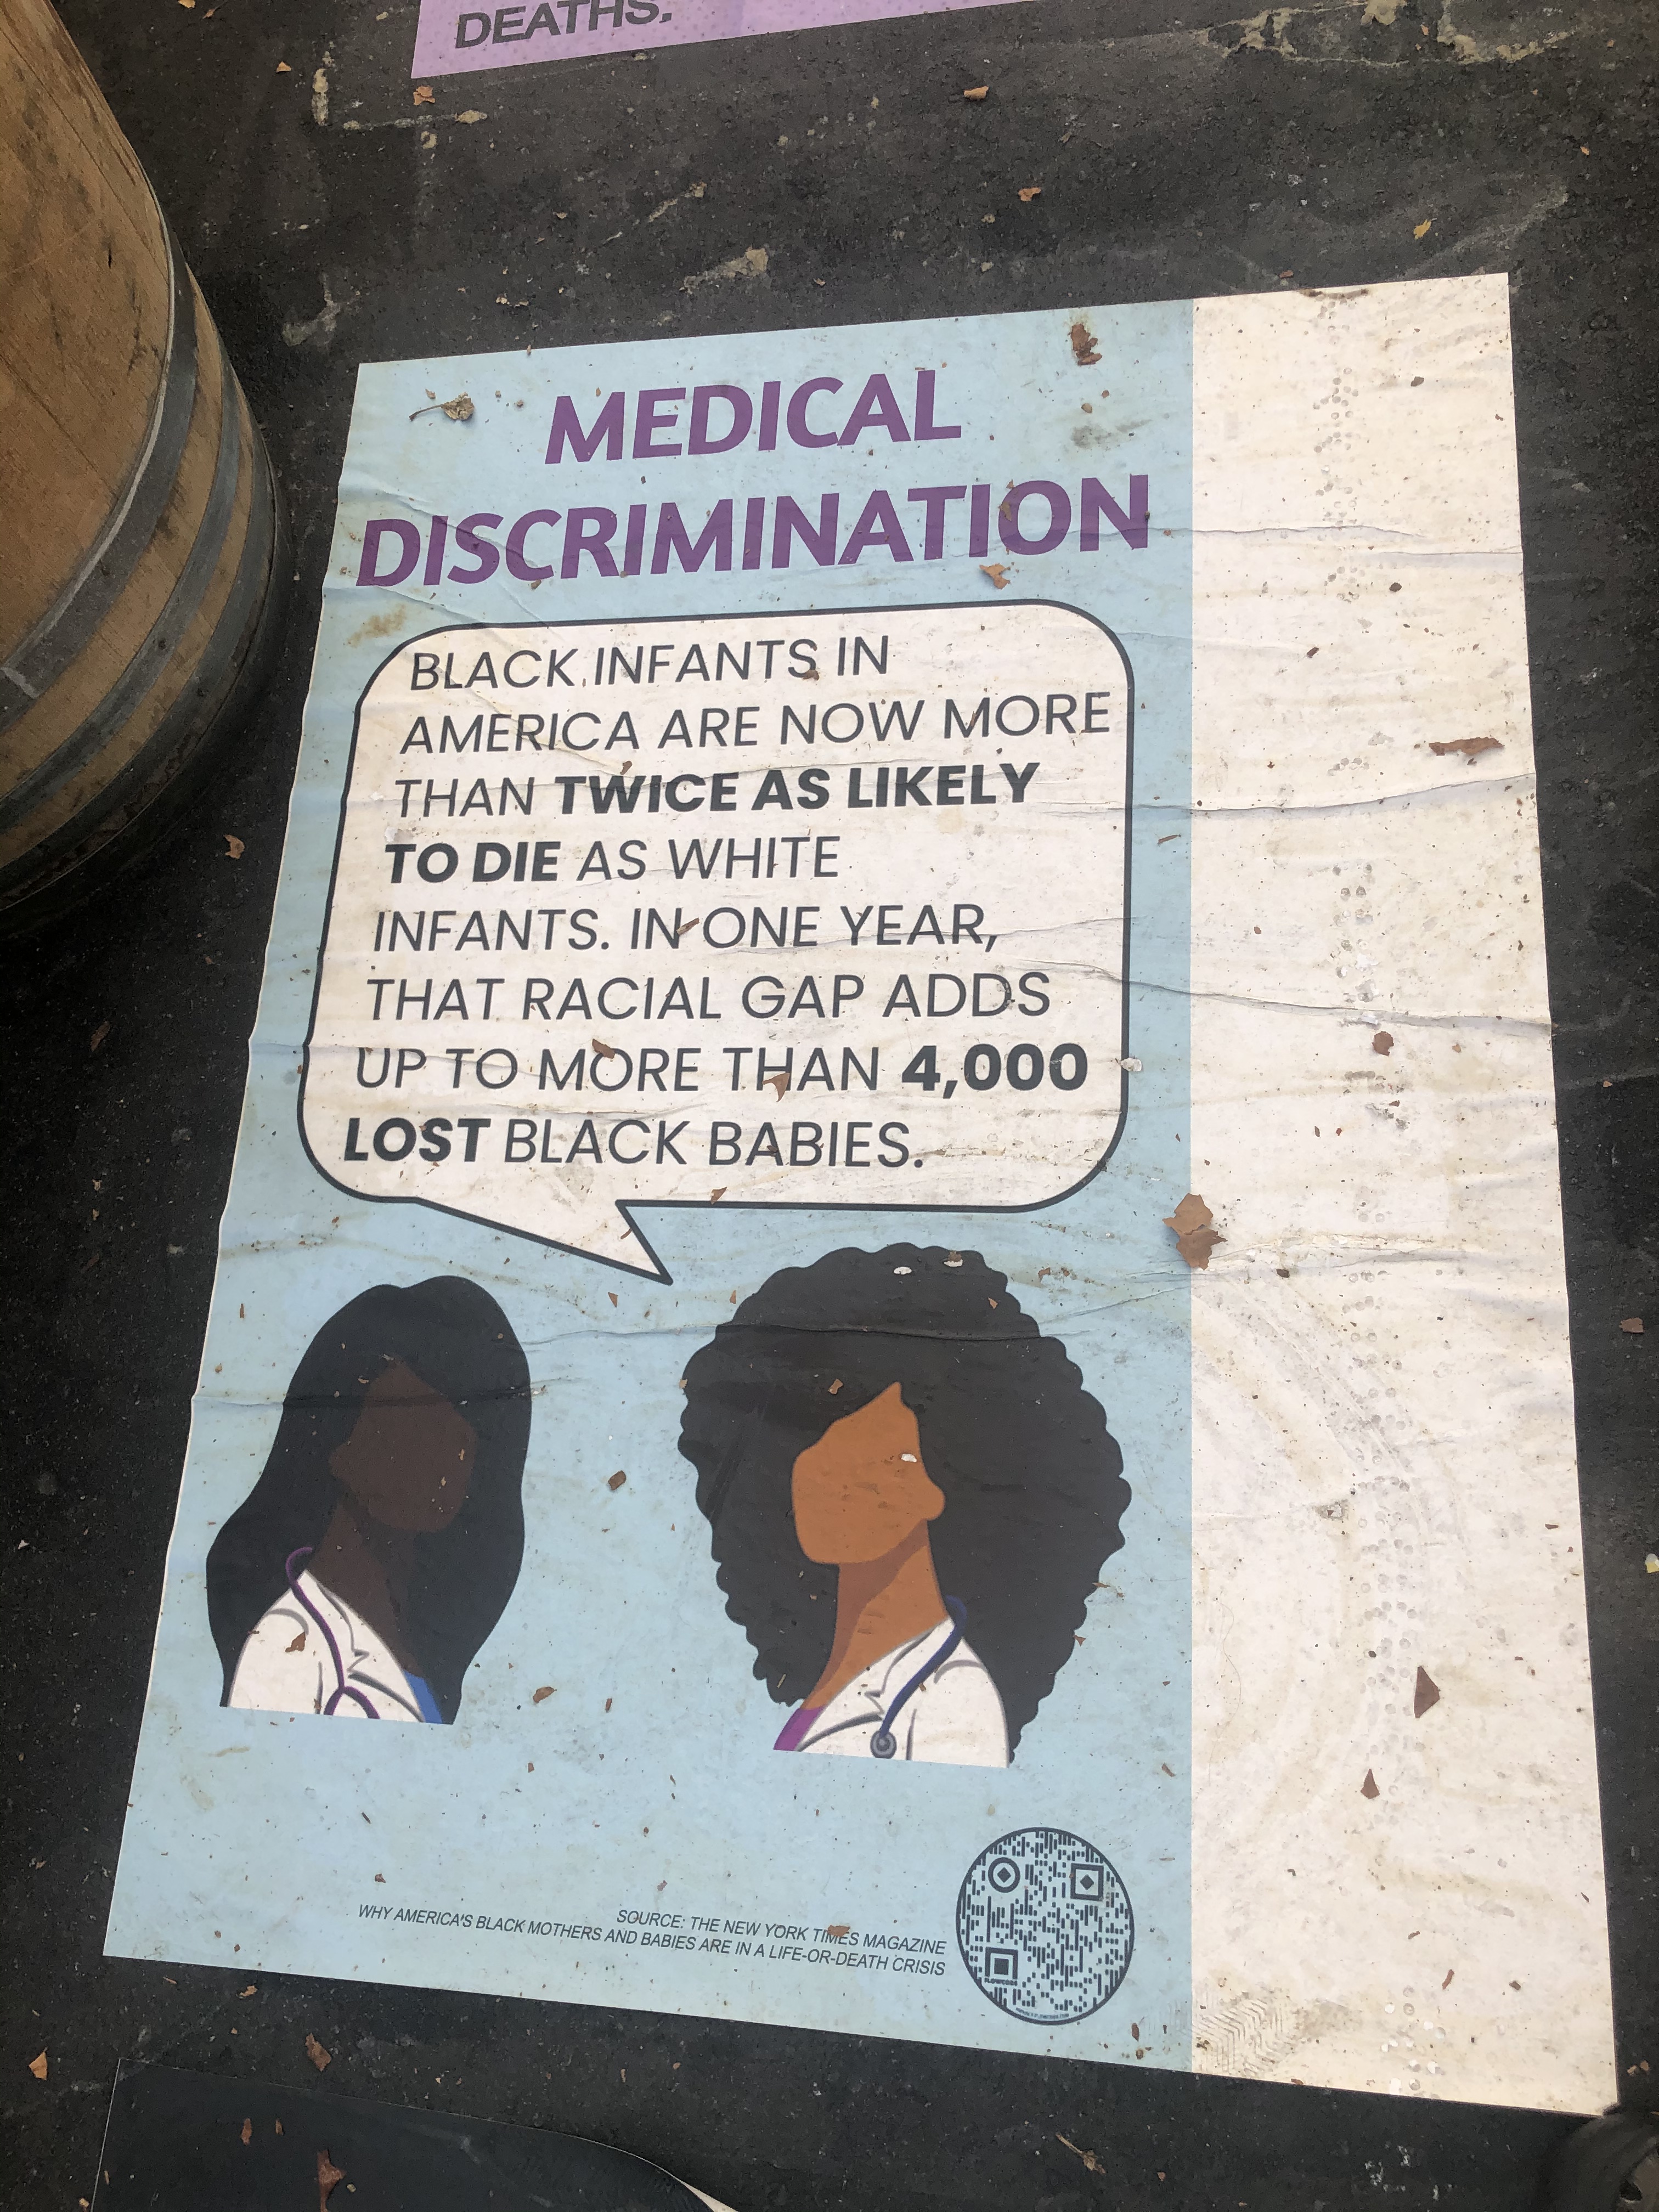 DEATHS.
MEDICAL
DISCRIMINATION
BLACK INFANTS IN
AMERICA ARE NOW MORE
THAN TWICE AS LIKELY
TO DIE AS WHITE
INFANTS. IN ONE YEAR,
THAT RACIAL GAP ADDS
UP TO MORE THAN 4,000
LOST BLACK BABIES.
SOURCE: THE NEW YORK TIMES MAGAZINE
WHY AMERICA'S BLACK MOTHERS AND BABIES ARE IN A LIFE-OR-DEATH CRISIS
FLOWCODE